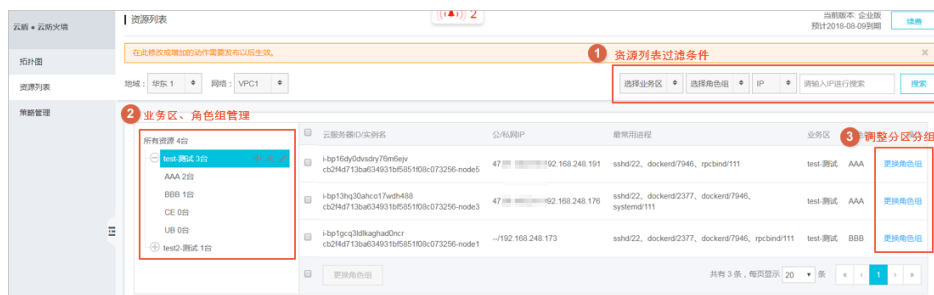 云盾 • 云防火墙
拓扑图
资源列表
策略管理
资源列表
2
当前版本: 企业版
预计2018-08-09到期
续费
在此修改或增加的动作需要发布以后生效。
1 资源列表过滤条件
地域: 华东 1 网络: VPC1
选择业务区 选择角色组 IP 请输入IP进行搜索 搜索
2 业务区、角色组管理
所有资源 4台
test-测试 3台
AAA 2台
BBB 1台
CE 0台
UB 0台
test2-测试 1台
云服务器ID/实例名 公/私网IP 最常用进程 业务区
3 调整分区分组
i-bp16dy0dvsdry76m6ejv
cb2f4d713ba634931bf5851f08c073256-node5
47. 92.168.248.191 sshd/22、dockerd/7946、rpcbind/111 test-测试 AAA 更换角色组
i-bp13hq30ahco17wdh488
cb2f4d713ba634931bf5851f08c073256-node3
47. 92.168.248.176 sshd/22、dockerd/2377、dockerd/7946、
systemd/111
test-测试 AAA 更换角色组
i-bp1gcq3ldlkaghad0ncr
cb2f4d713ba634931bf5851f08c073256-node1
--/192.168.248.173 sshd/22、dockerd/2377、dockerd/7946、rpcbind/111 test-测试 BBB 更换角色组
更换角色组
共有 3 条，每页显示 20 条 « ‹ 1 › »